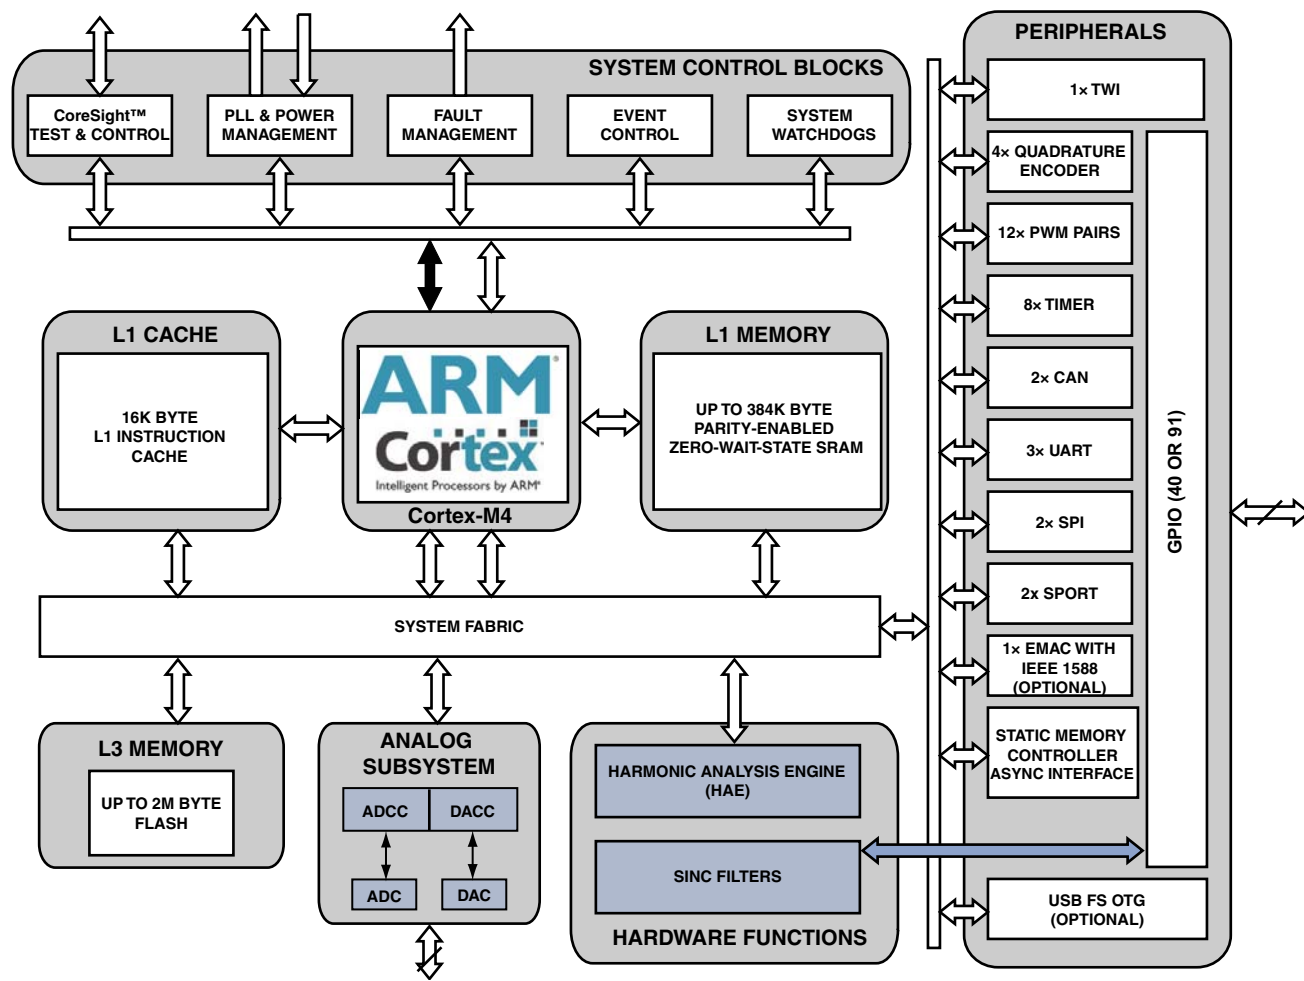 SYSTEM CONTROL BLOCKS
CoreSight™
TEST & CONTROL
PLL & POWER
MANAGEMENT
FAULT
MANAGEMENT
EVENT
CONTROL
SYSTEM
WATCHDOGS
L1 CACHE
16K BYTE
L1 INSTRUCTION
CACHE
ARM®
Cortex™
Intelligent Processors by ARM®
Cortex-M4
L1 MEMORY
UP TO 384K BYTE
PARITY-ENABLED
ZERO-WAIT-STATE SRAM
SYSTEM FABRIC
L3 MEMORY
UP TO 2M BYTE
FLASH
ANALOG
SUBSYSTEM
ADCC
DACC
ADC
DAC
HARMONIC ANALYSIS ENGINE
(HAE)
SINC FILTERS
HARDWARE FUNCTIONS
PERIPHERALS
1× TWI
4× QUADRATURE
ENCODER
12× PWM PAIRS
8× TIMER
2× CAN
3× UART
2× SPI
2x SPORT
1× EMAC WITH
IEEE 1588
(OPTIONAL)
STATIC MEMORY
CONTROLLER
ASYNC INTERFACE
USB FS OTG
(OPTIONAL)
GPIO (40 OR 91)